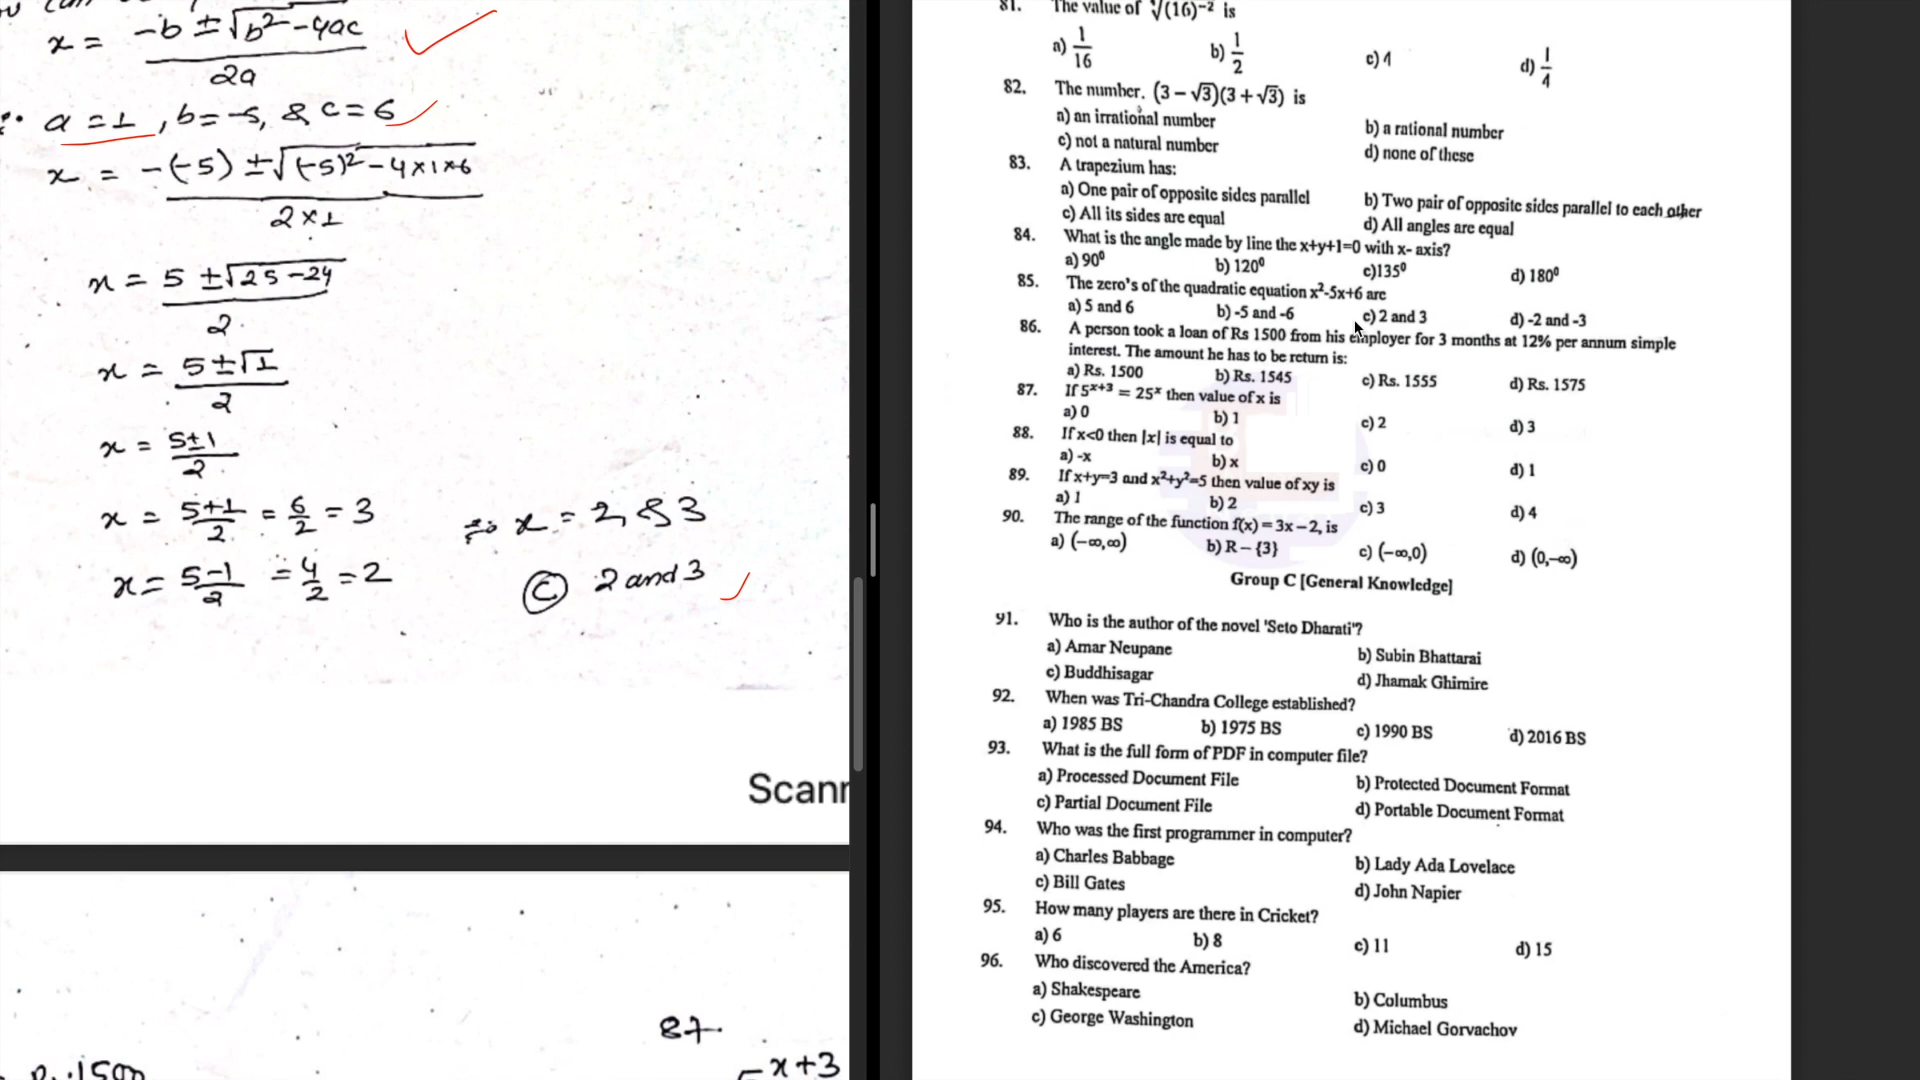 x = -b ± √b² - 4ac / 2a
a = 1, b = -5, & c = 6
x = -(-5) ± √(-5)² - 4×1×6 / 2×1
x = 5 ± √25-24 / 2
x = 5±√1 / 2
x = 5±1 / 2
x = 5+1 / 2 = 6/2 = 3
x = 2, & 3
x = 5-1 / 2 = 4/2 = 2
(C) 2 and 3
Scann
87.
x+3
81. The value of ∜(16)⁻² is
a) 1/16 b) 1/2 c) 4 d) 1/4
82. The number. (3 − √3)(3 + √3) is
a) an irrational number b) a rational number
c) not a natural number d) none of these
83. A trapezium has:
a) One pair of opposite sides parallel b) Two pair of opposite sides parallel to each other
c) All its sides are equal d) All angles are equal
84. What is the angle made by line the x+y+1=0 with x- axis?
a) 90⁰ b) 120⁰ c)135⁰ d) 180⁰
85. The zero's of the quadratic equation x²-5x+6 are
a) 5 and 6 b) -5 and -6 c) 2 and 3 d) -2 and -3
86. A person took a loan of Rs 1500 from his employer for 3 months at 12% per annum simple
interest. The amount he has to be return is:
a) Rs. 1500 b) Rs. 1545 c) Rs. 1555 d) Rs. 1575
87. If 5ˣ⁺³ = 25ˣ then value of x is
a) 0 b) 1 c) 2 d) 3
88. If x<0 then |x| is equal to
a) -x b) x c) 0 d) 1
89. If x+y=3 and x²+y²=5 then value of xy is
a) 1 b) 2 c) 3 d) 4
90. The range of the function f(x) = 3x − 2, is
a) (−∞,∞) b) R − {3} c) (−∞,0) d) (0,−∞)
Group C [General Knowledge]
91. Who is the author of the novel 'Seto Dharati'?
a) Amar Neupane b) Subin Bhattarai
c) Buddhisagar d) Jhamak Ghimire
92. When was Tri-Chandra College established?
a) 1985 BS b) 1975 BS c) 1990 BS d) 2016 BS
93. What is the full form of PDF in computer file?
a) Processed Document File b) Protected Document Format
c) Partial Document File d) Portable Document Format
94. Who was the first programmer in computer?
a) Charles Babbage b) Lady Ada Lovelace
c) Bill Gates d) John Napier
95. How many players are there in Cricket?
a) 6 b) 8 c) 11 d) 15
96. Who discovered the America?
a) Shakespeare b) Columbus
c) George Washington d) Michael Gorvachov